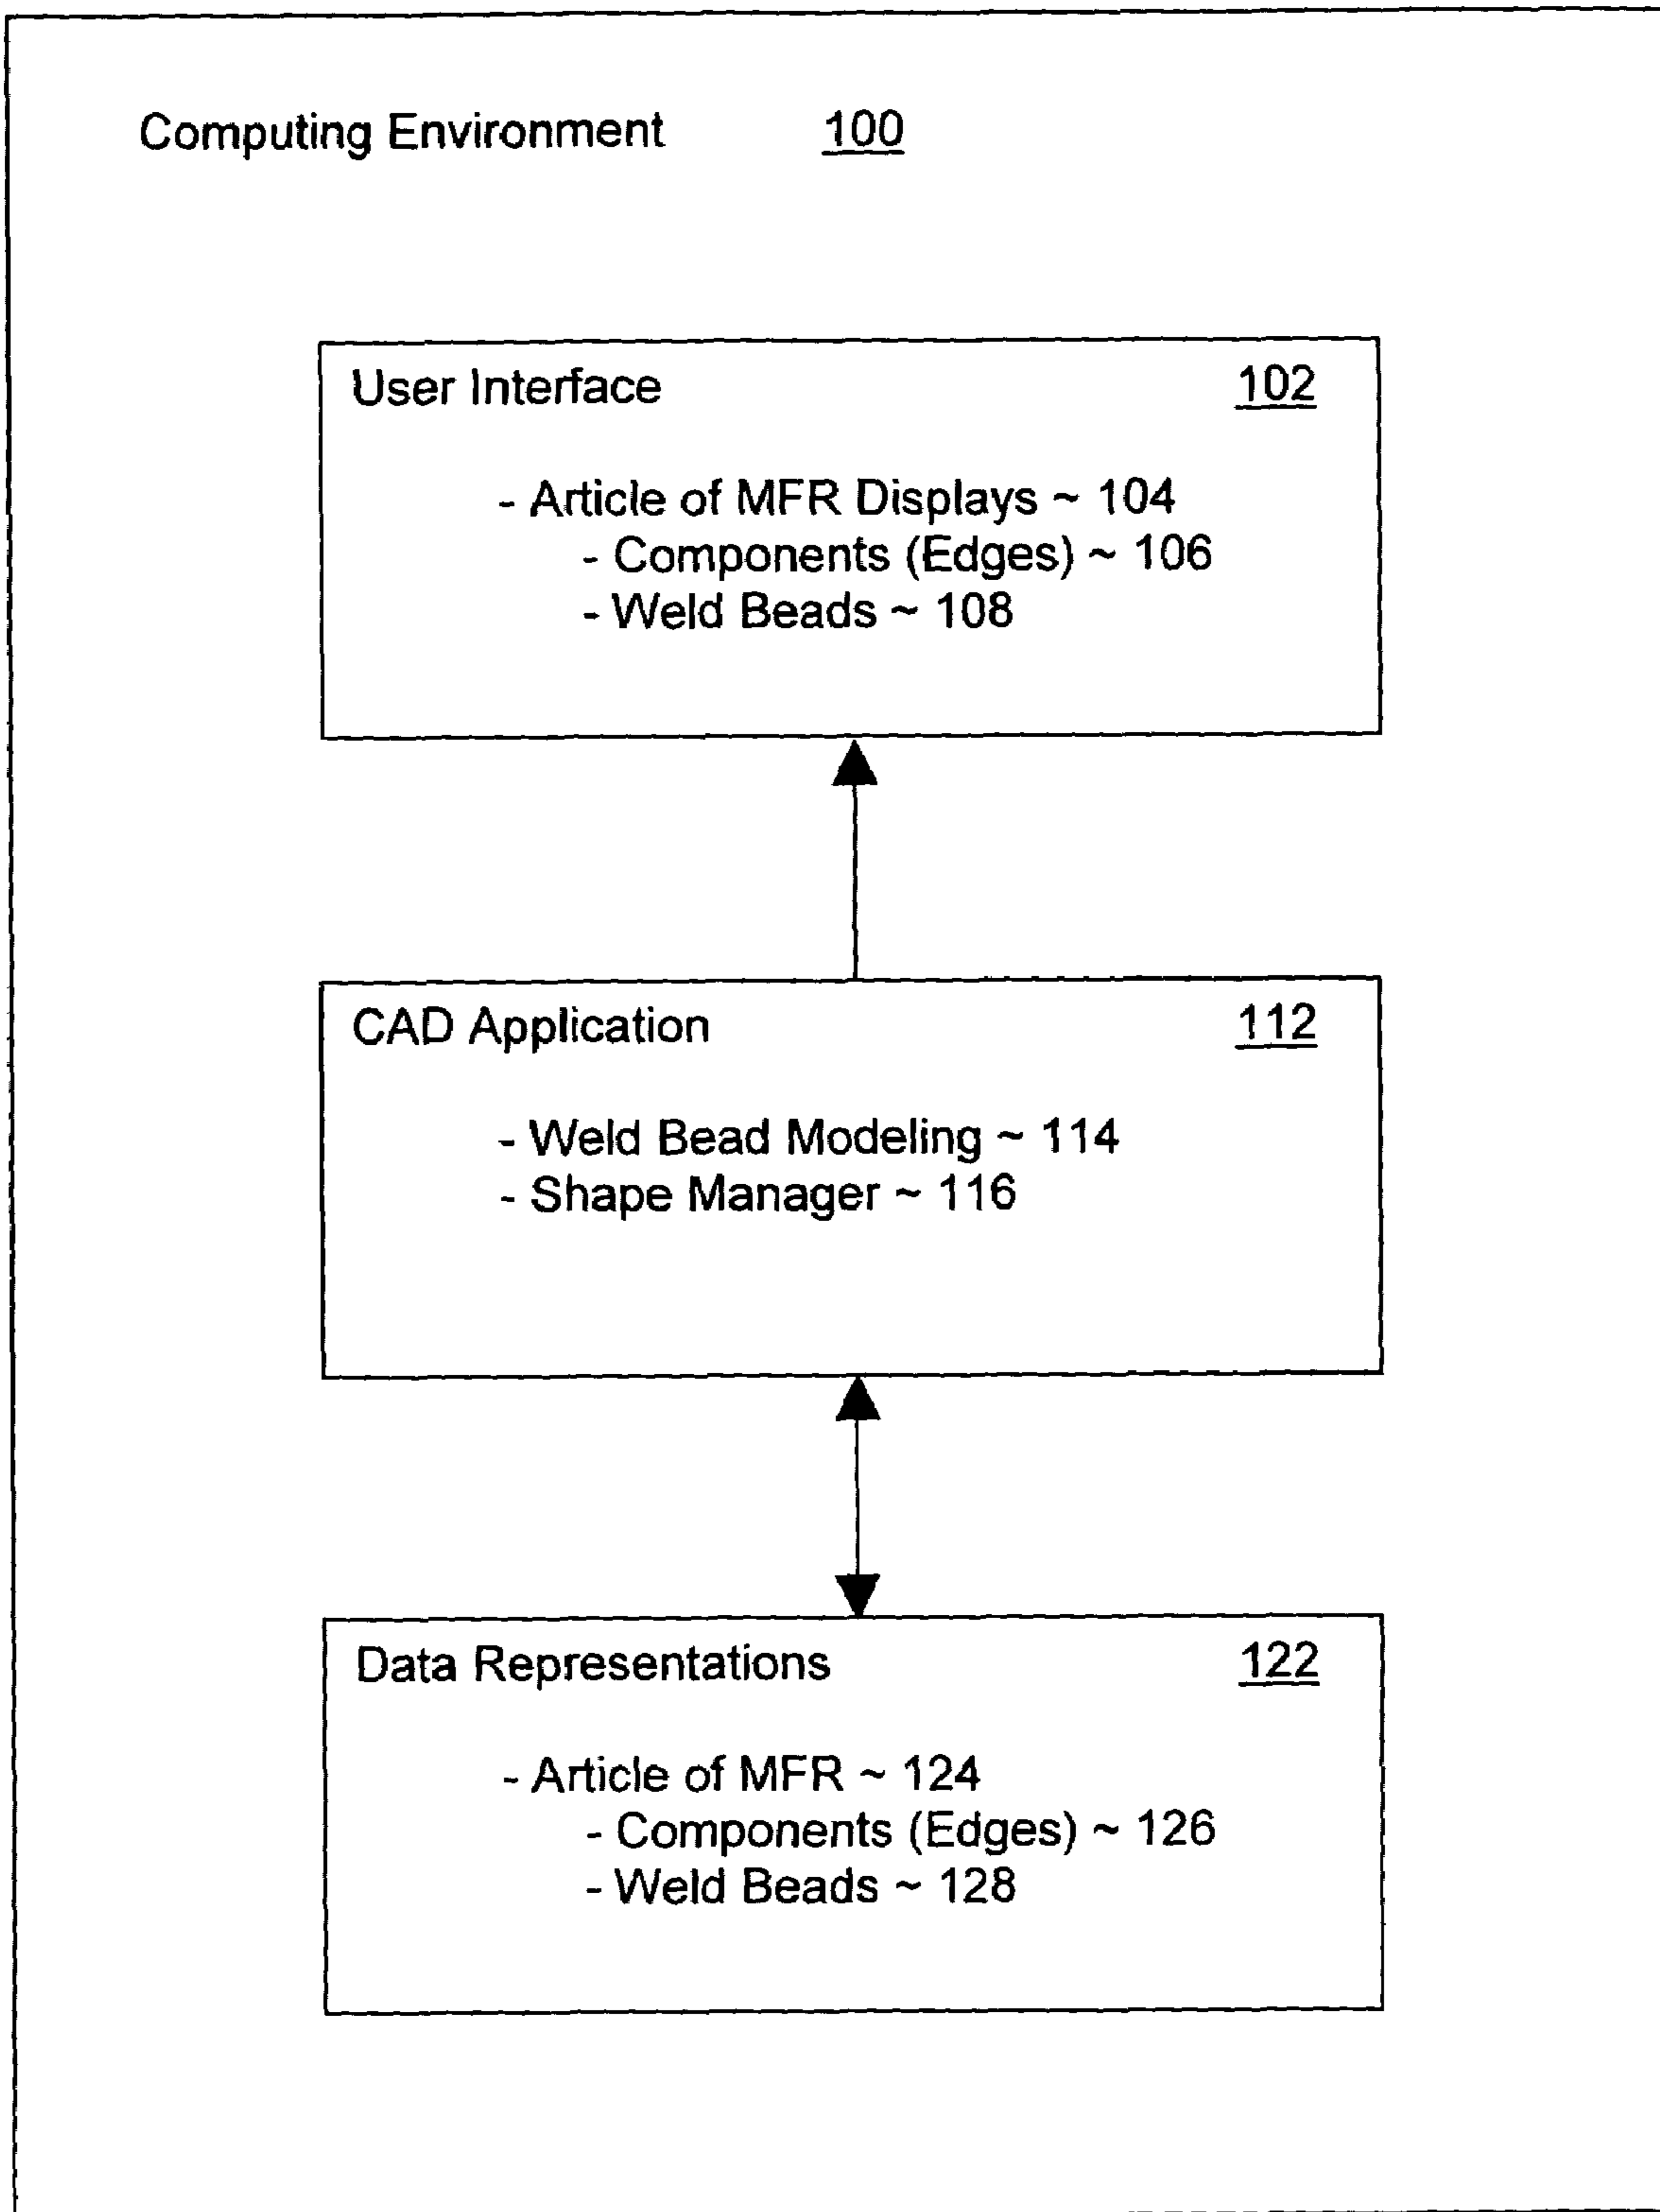 Computing Environment 100
User Interface 102
- Article of MFR Displays ~ 104
- Components (Edges) ~ 106
- Weld Beads ~ 108
CAD Application 112
- Weld Bead Modeling ~ 114
- Shape Manager ~ 116
Data Representations 122
- Article of MFR ~ 124
- Components (Edges) ~ 126
- Weld Beads ~ 128